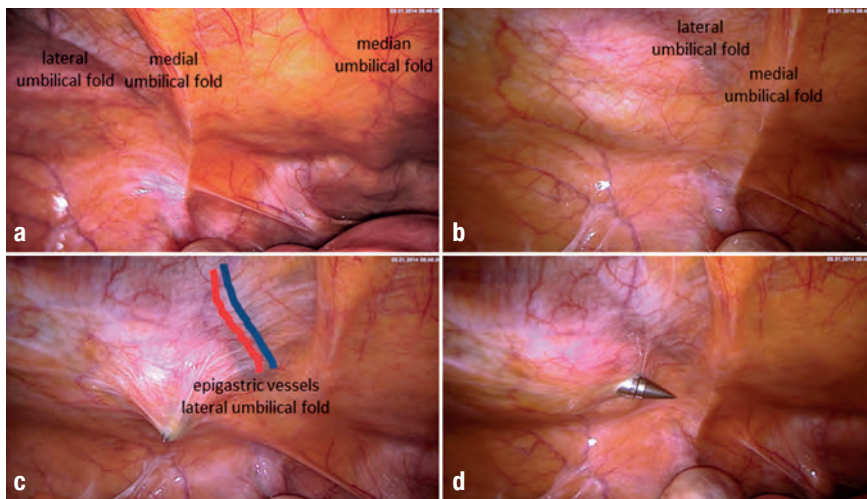 lateral
umbilical fold
medial
umbilical fold
median
umbilical fold
a
lateral
umbilical fold
medial
umbilical fold
b
epigastric vessels
lateral umbilical fold
c
d